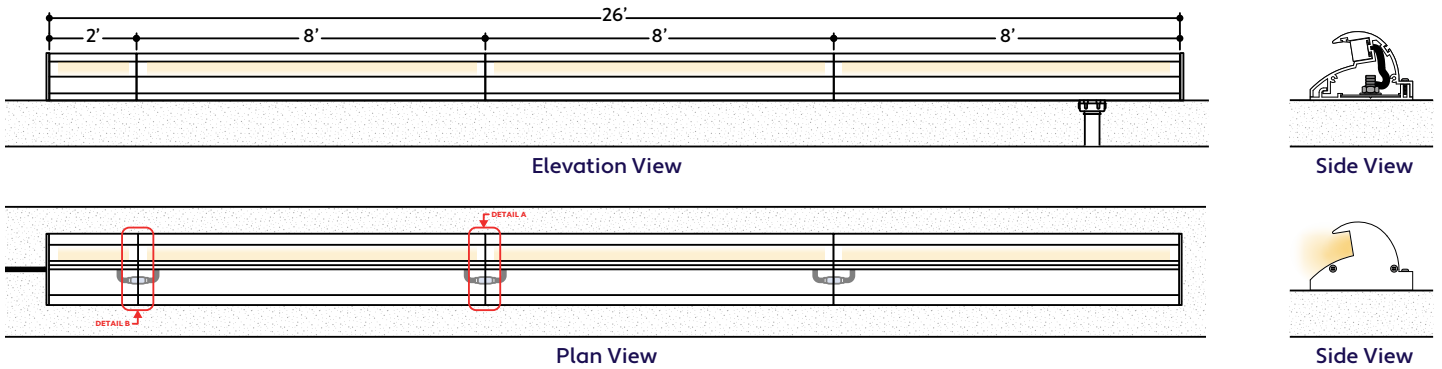 26’
2’
8’
8’
8’
Elevation View
Side View
DETAIL A
DETAIL B
Plan View
Side View